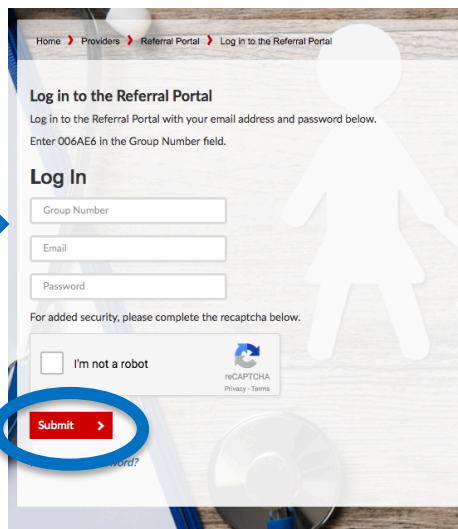 Home > Providers > Referral Portal > Log in to the Referral Portal
Log in to the Referral Portal
Log in to the Referral Portal with your email address and password below.
Enter 006AE6 in the Group Number field.
Log In
Group Number
Email
Password
For added security, please complete the recaptcha below.
I'm not a robot
reCAPTCHA
Privacy - Terms
Submit >